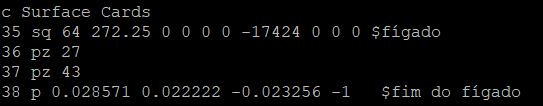 c Surface Cards
35 sq 64 272.25 0 0 0 0 -17424 0 0 0 $fígado
36 pz 27
37 pz 43
38 p 0.028571 0.022222 -0.023256 -1   $fim do fígado